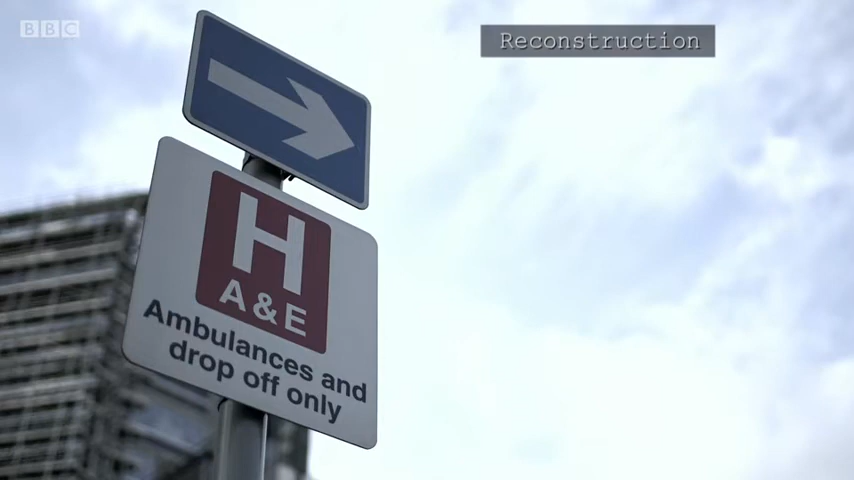 BBC
Reconstruction
H
A & E
Ambulances and
drop off only